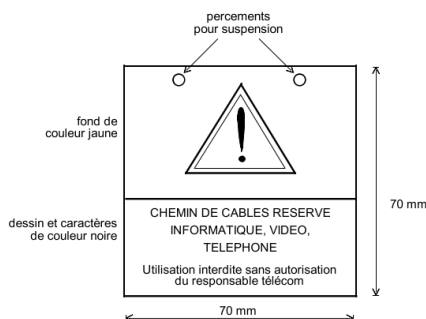 percements
pour suspension
fond de
couleur jaune
dessin et caractères
de couleur noire
CHEMIN DE CABLES RESERVE
INFORMATIQUE, VIDEO,
TELEPHONE
Utilisation interdite sans autorisation
du responsable télécom
70 mm
70 mm